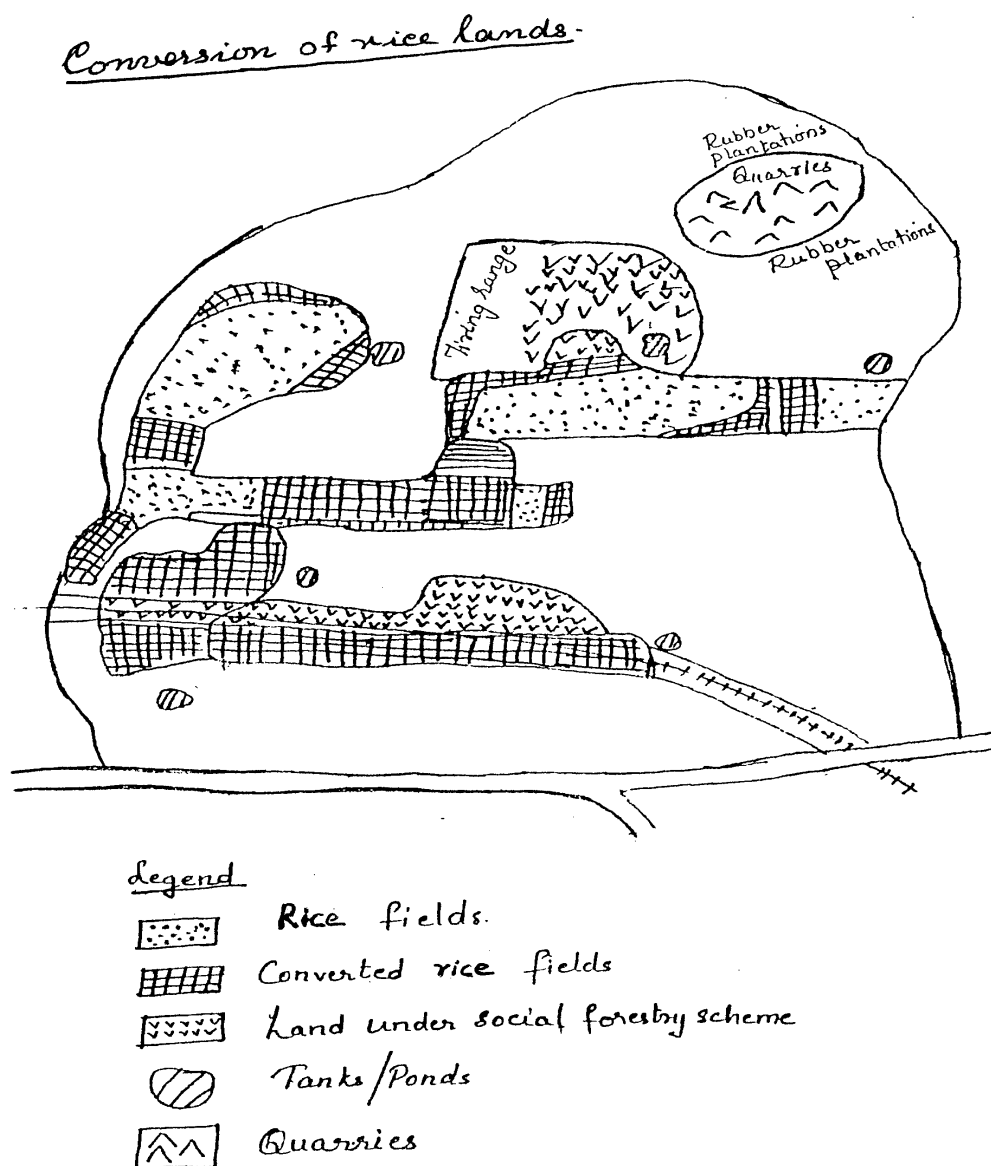 Conversion of rice lands.
Rubber
plantations
Quarries
Rubber
plantations
Firing range
Legend
Rice fields.
Converted rice fields
Land under social forestry scheme
Tanks/Ponds
Quarries